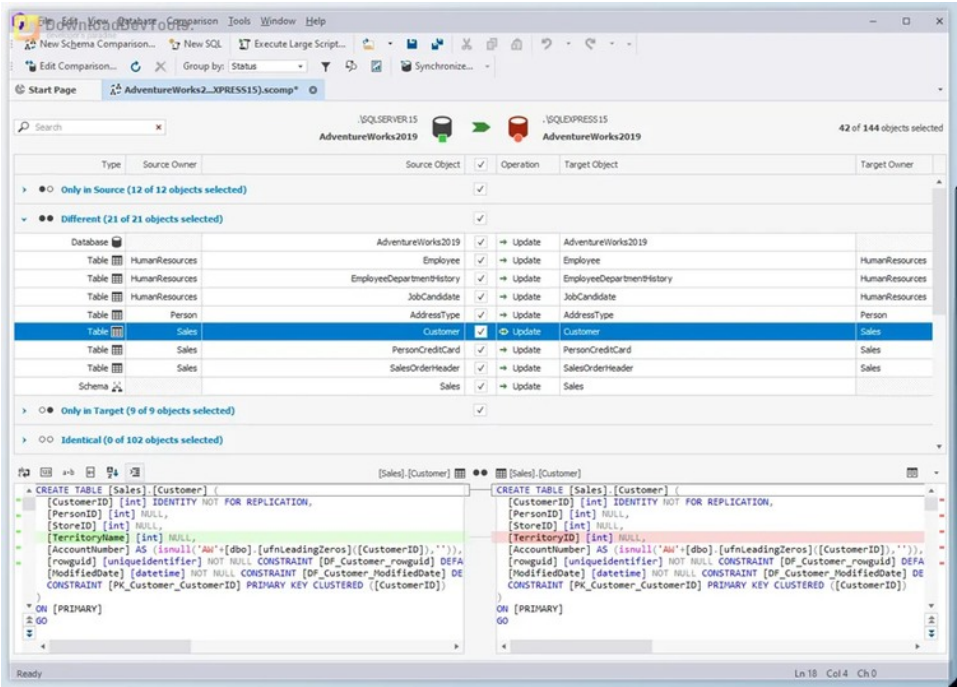 File Edit View Database Comparison Tools Window Help
DownloadDevTools.
developer's paradise
New Schema Comparison... New SQL Execute Large Script...
Edit Comparison... Group by: Status Synchronize...
Start Page AdventureWorks2...XPRESS15).scomp*
.\SQLSERVER15 .\SQLEXPRESS15
Search AdventureWorks2019 AdventureWorks2019 42 of 144 objects selected
Type Source Owner Source Object Operation Target Object Target Owner
Only in Source (12 of 12 objects selected)
Different (21 of 21 objects selected)
Database AdventureWorks2019 Update AdventureWorks2019
Table HumanResources Employee Update Employee HumanResources
Table HumanResources EmployeeDepartmentHistory Update EmployeeDepartmentHistory HumanResources
Table HumanResources JobCandidate Update JobCandidate HumanResources
Table Person AddressType Update AddressType Person
Table Sales Customer Update Customer Sales
Table Sales PersonCreditCard Update PersonCreditCard Sales
Table Sales SalesOrderHeader Update SalesOrderHeader Sales
Schema Sales Update Sales
Only in Target (9 of 9 objects selected)
Identical (0 of 102 objects selected)
a-b [Sales].[Customer] [Sales].[Customer]
CREATE TABLE [Sales].[Customer] ( CREATE TABLE [Sales].[Customer] (
[CustomerID] [int] IDENTITY NOT FOR REPLICATION, [CustomerID] [int] IDENTITY NOT FOR REPLICATION,
[PersonID] [int] NULL, [PersonID] [int] NULL,
[StoreID] [int] NULL, [StoreID] [int] NULL,
[TerritoryName] [int] NULL, [TerritoryID] [int] NULL,
[AccountNumber] AS (isnull('AW'+[dbo].[ufnLeadingZeros]([CustomerID]),'')), [AccountNumber] AS (isnull('AW'+[dbo].[ufnLeadingZeros]([CustomerID]),'')),
[rowguid] [uniqueidentifier] NOT NULL CONSTRAINT [DF_Customer_rowguid] DEFA [rowguid] [uniqueidentifier] NOT NULL CONSTRAINT [DF_Customer_rowguid] DEFA
[ModifiedDate] [datetime] NOT NULL CONSTRAINT [DF_Customer_ModifiedDate] DE [ModifiedDate] [datetime] NOT NULL CONSTRAINT [DF_Customer_ModifiedDate] DE
CONSTRAINT [PK_Customer_CustomerID] PRIMARY KEY CLUSTERED ([CustomerID]) CONSTRAINT [PK_Customer_CustomerID] PRIMARY KEY CLUSTERED ([CustomerID])
) )
ON [PRIMARY] ON [PRIMARY]
GO GO
Ready Ln 18 Col 4 Ch 0